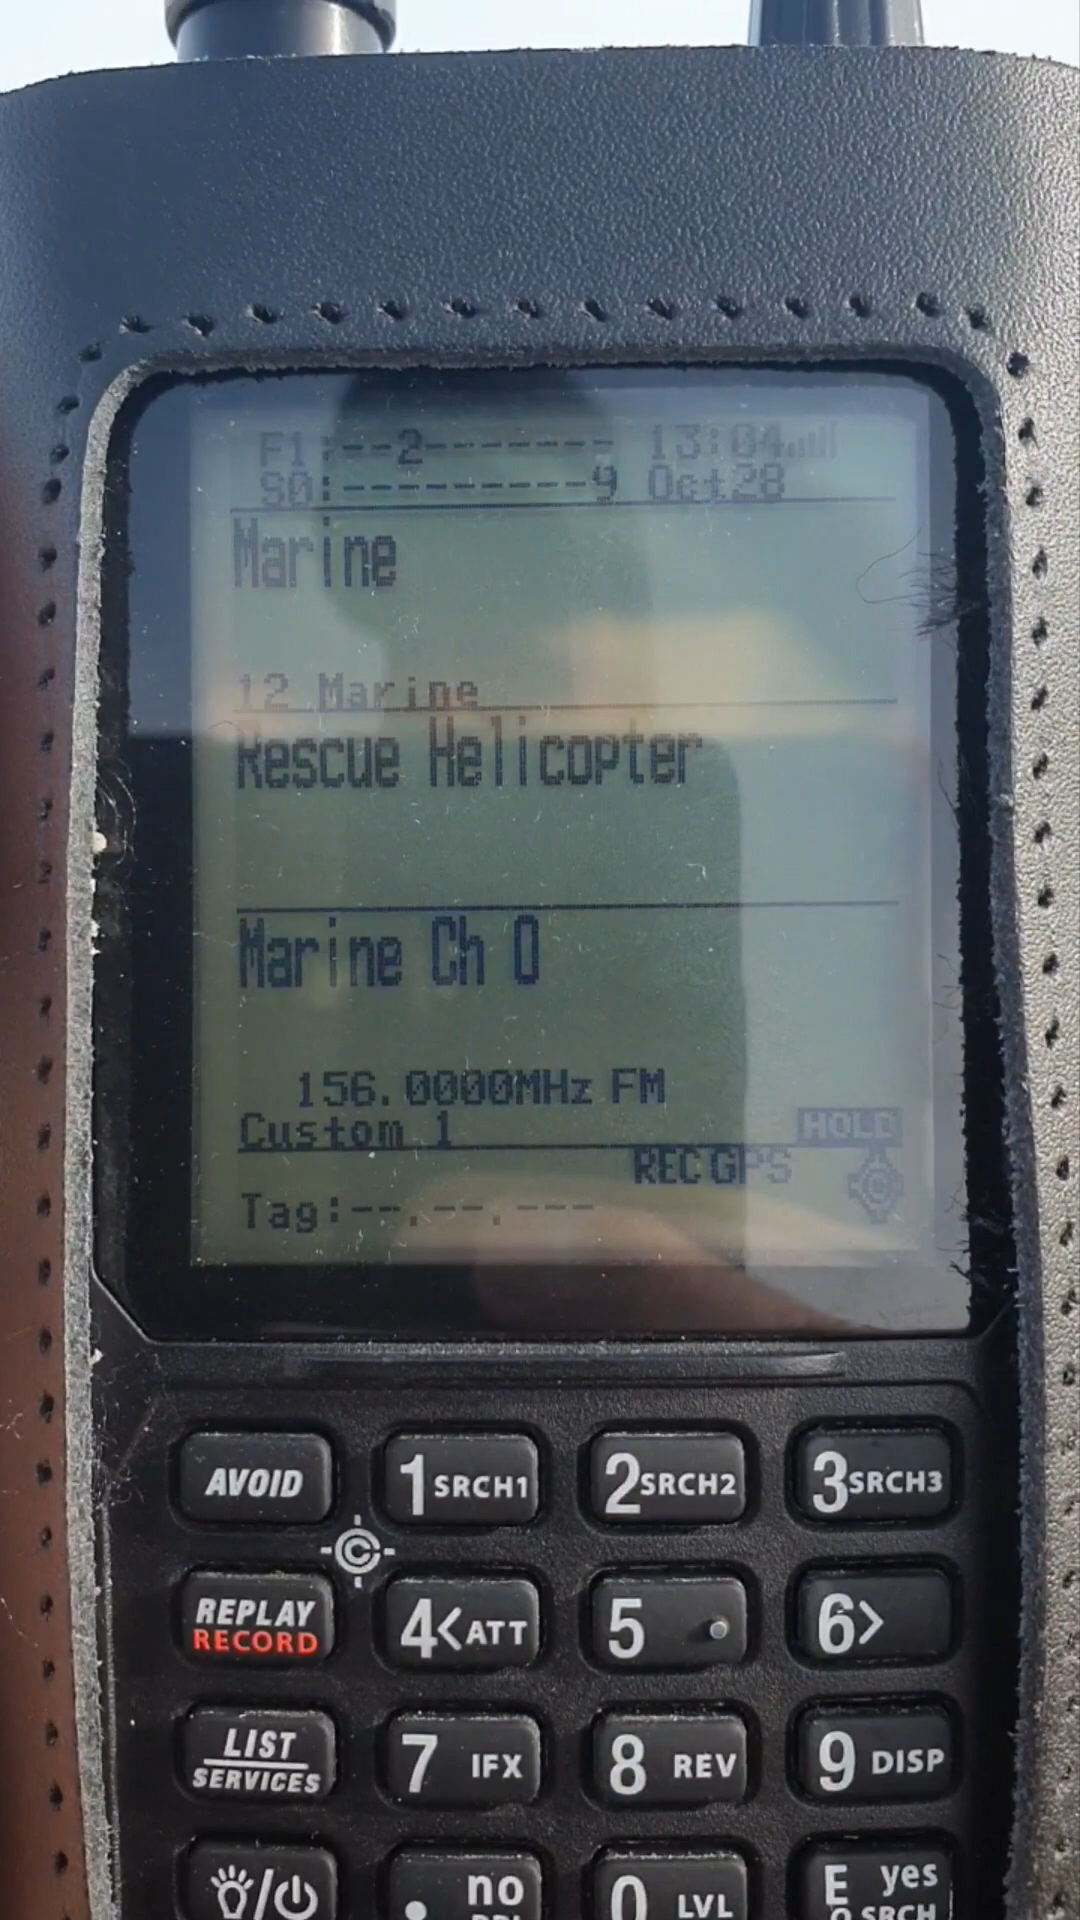 F1:--2------- 13:04
S0:---------9 Oct28
Marine
12 Marine
Rescue Helicopter
Marine Ch 0
156.0000MHz FM
Custom 1 HOLD
REC GPS
Tag:--.--.---
AVOID 1 SRCH1 2 SRCH2 3 SRCH3
REPLAY
RECORD 4< ATT 5 6>
LIST
SERVICES 7 IFX 8 REV 9 DISP
. no 0 LVL E yes
SRCH